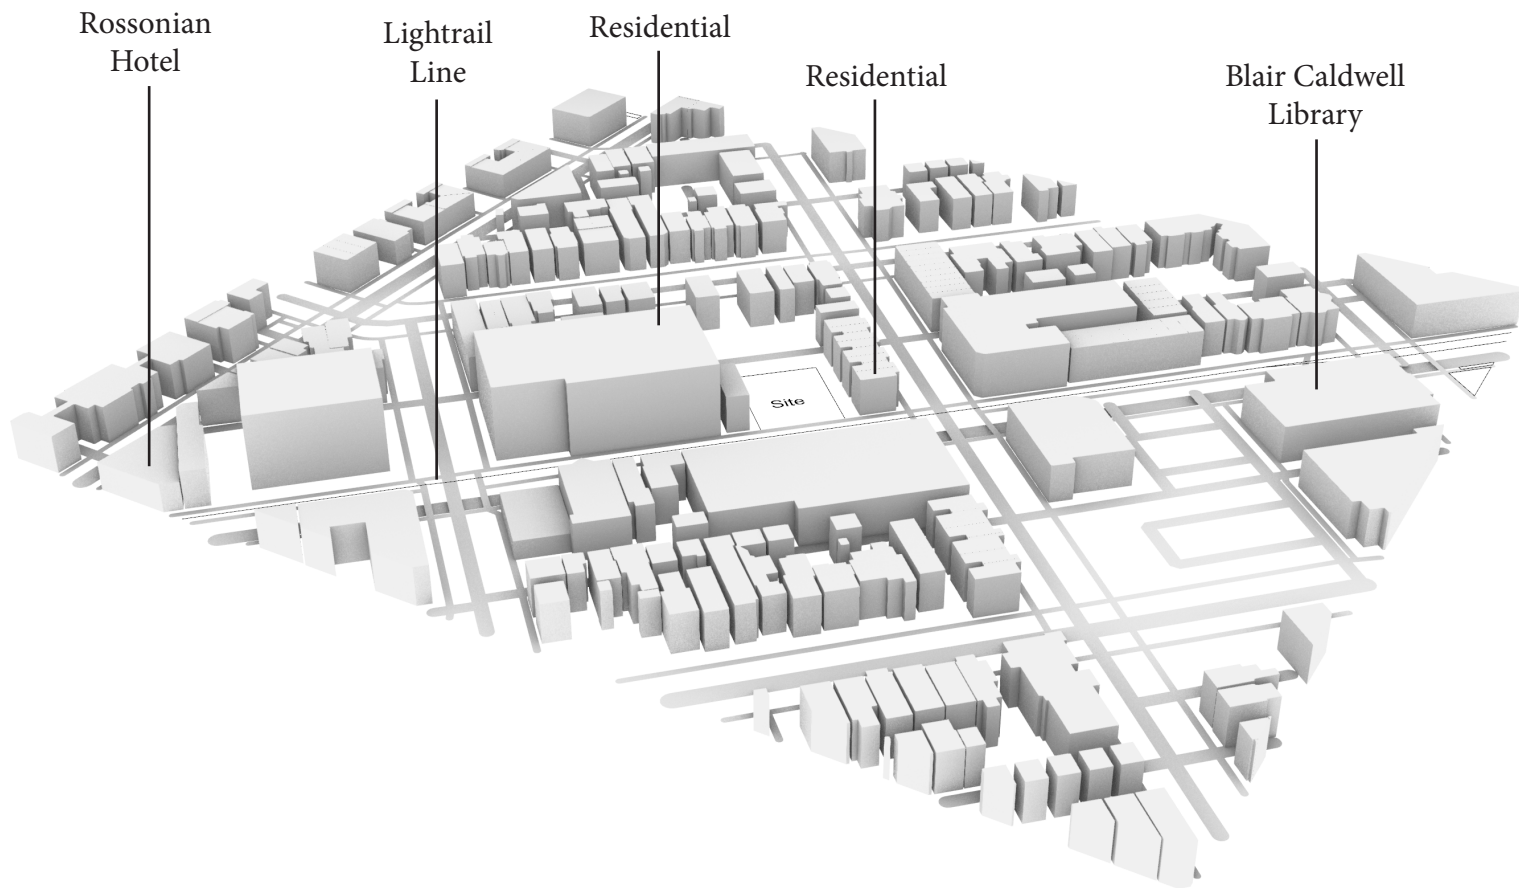 Rossonian
Hotel
Lightrail
Line
Residential
Residential
Blair Caldwell
Library
Site